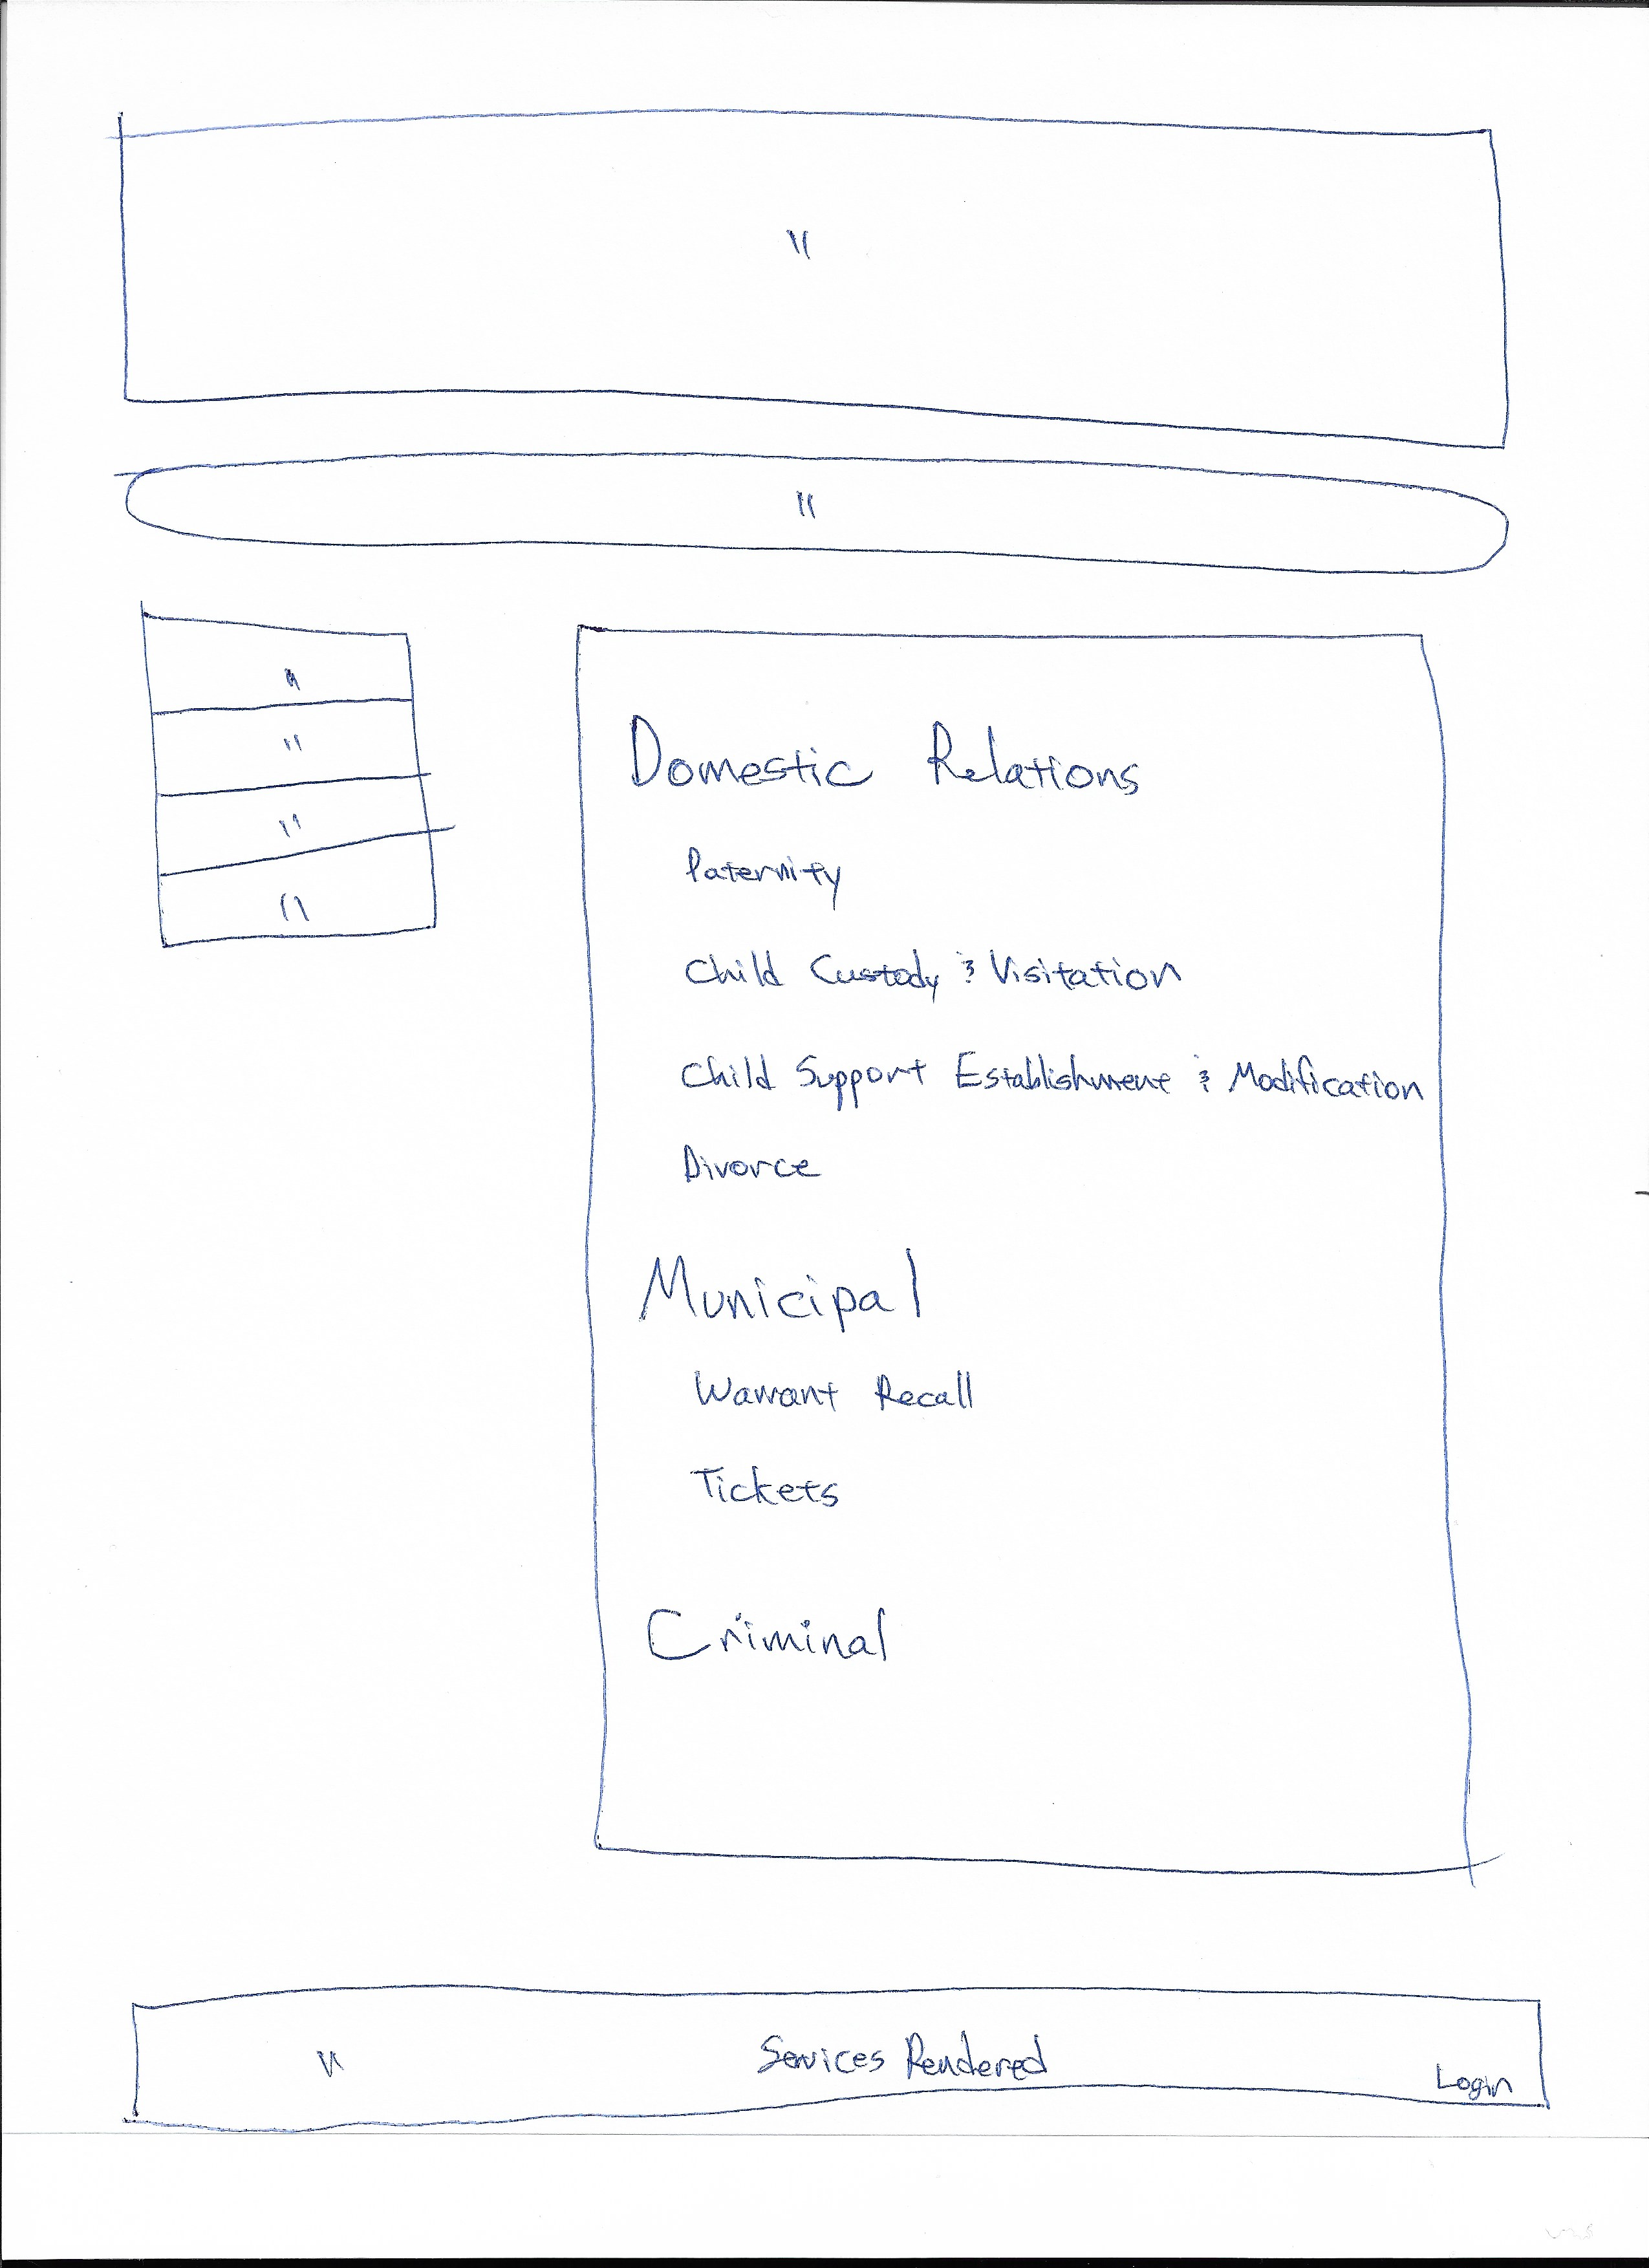 "
"
"
"
"
"
Domestic Relations
Paternity
Child Custody & Visitation
Child Support Establishment & Modification
Divorce
Municipal
Warrant Recall
Tickets
Criminal
" Services Rendered Login